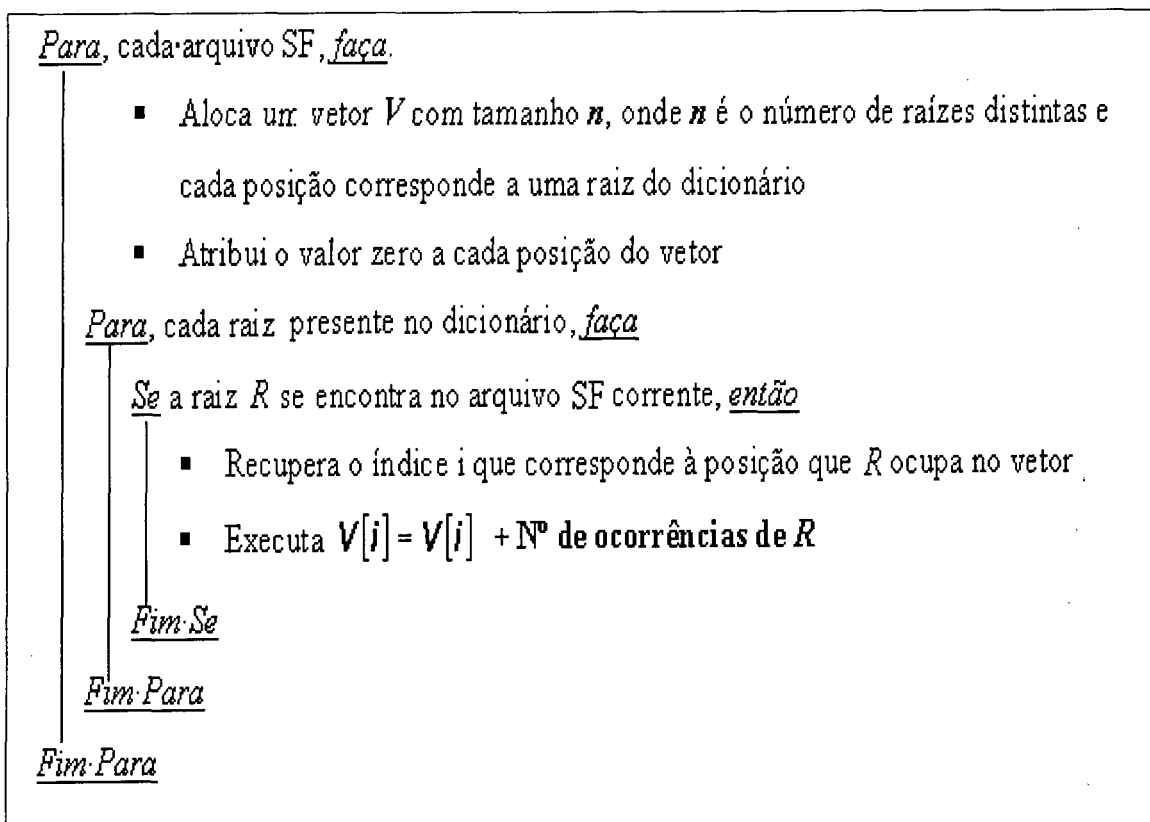 Para, cada arquivo SF, faça.
▪ Aloca um vetor V com tamanho n, onde n é o número de raízes distintas e
cada posição corresponde a uma raiz do dicionário
▪ Atribui o valor zero a cada posição do vetor
Para, cada raiz presente no dicionário, faça
Se a raiz R se encontra no arquivo SF corrente, então
▪ Recupera o índice i que corresponde à posição que R ocupa no vetor
▪ Executa V[i] = V[i] + Nº de ocorrências de R
Fim-Se
Fim-Para
Fim-Para